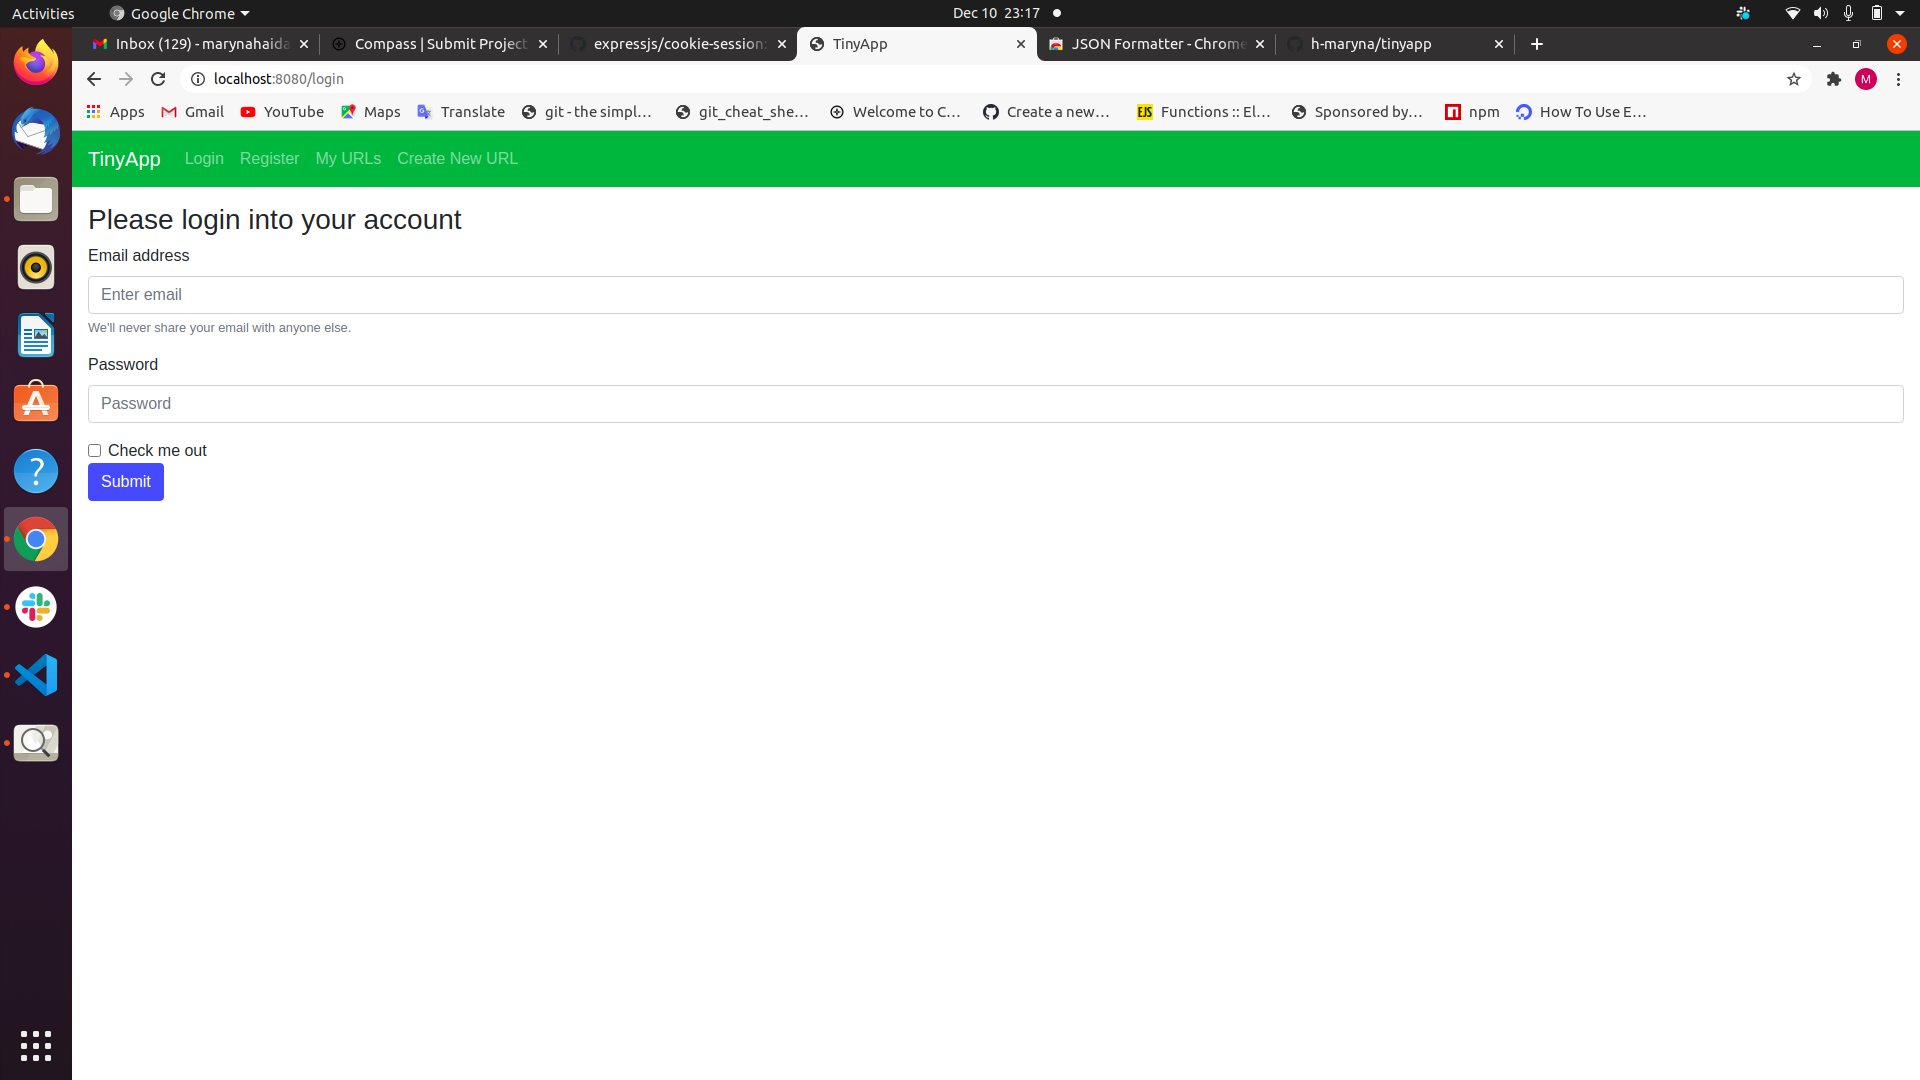 Activities Google Chrome Dec 10 23:17
Inbox (129) - marynahaida Compass | Submit Project expressjs/cookie-session: TinyApp JSON Formatter - Chrome h-maryna/tinyapp
localhost:8080/login M
Apps Gmail YouTube Maps Translate git - the simpl... git_cheat_she... Welcome to C... Create a new... EJS Functions :: El... Sponsored by... npm How To Use E...
TinyApp Login Register My URLs Create New URL
Please login into your account
Email address
Enter email
We'll never share your email with anyone else.
Password
Password
Check me out
Submit